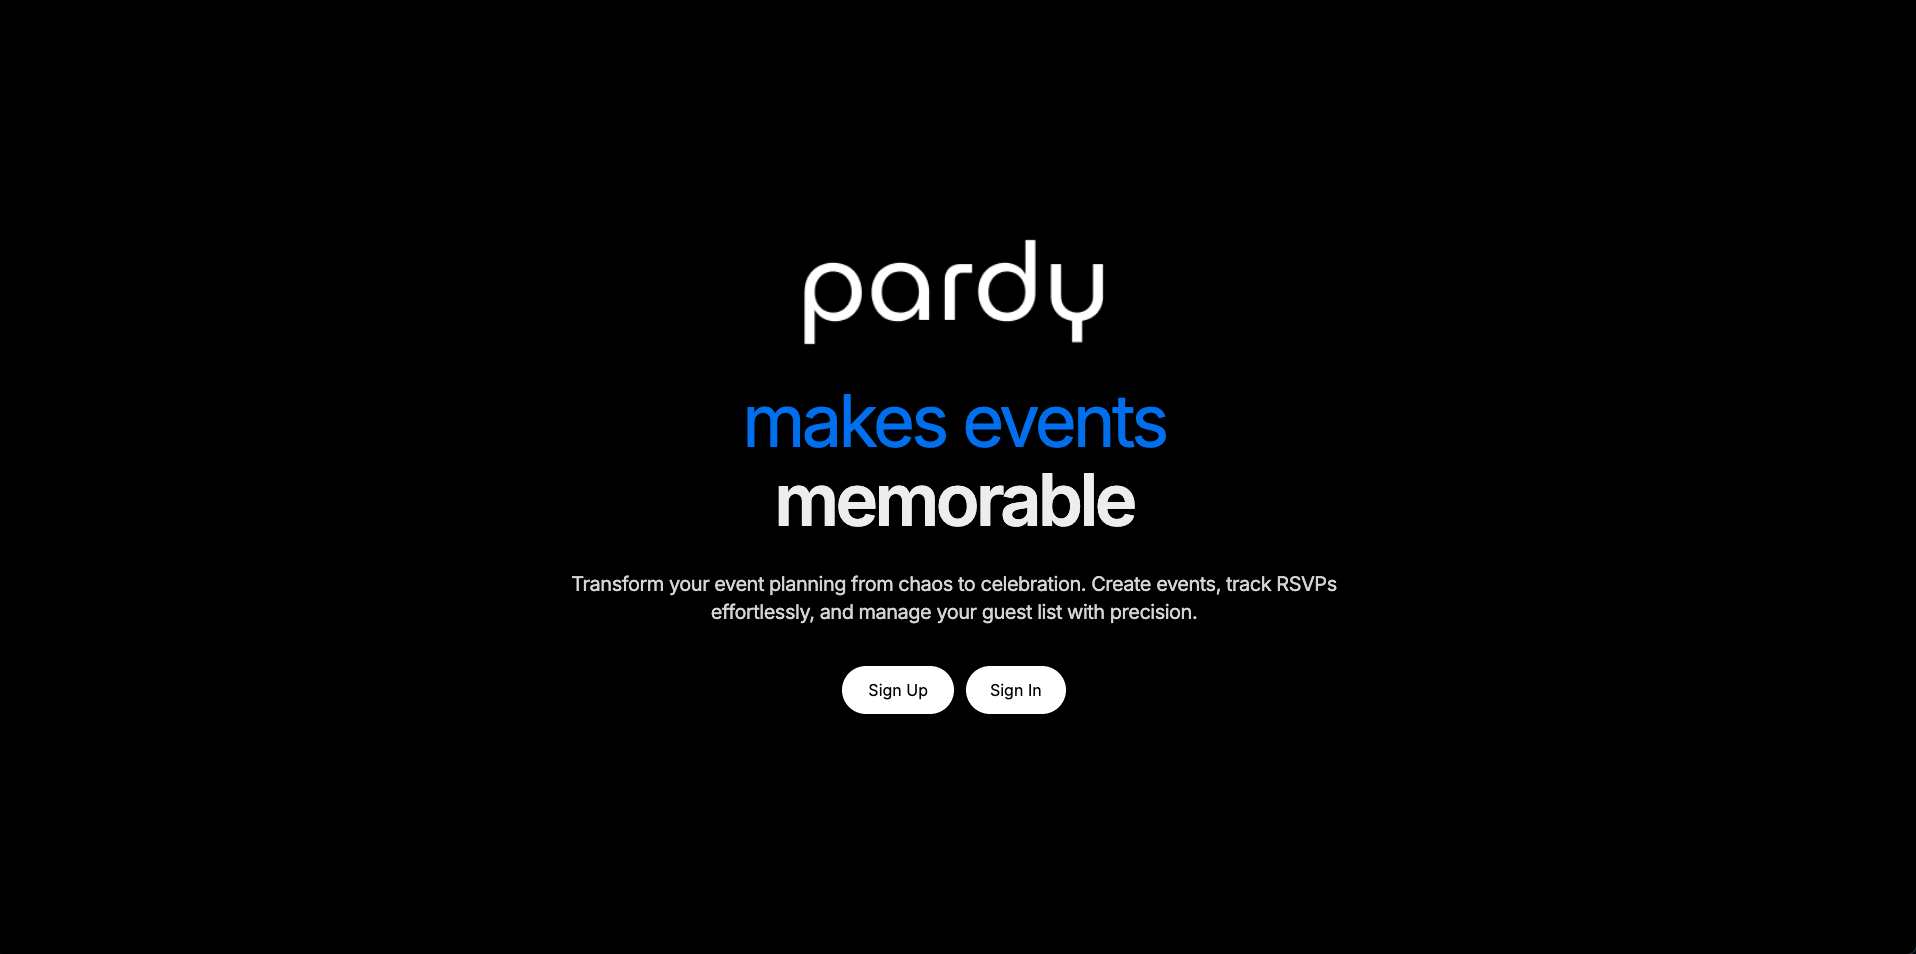 pardy
makes events
memorable
Transform your event planning from chaos to celebration. Create events, track RSVPs
effortlessly, and manage your guest list with precision.
Sign Up
Sign In